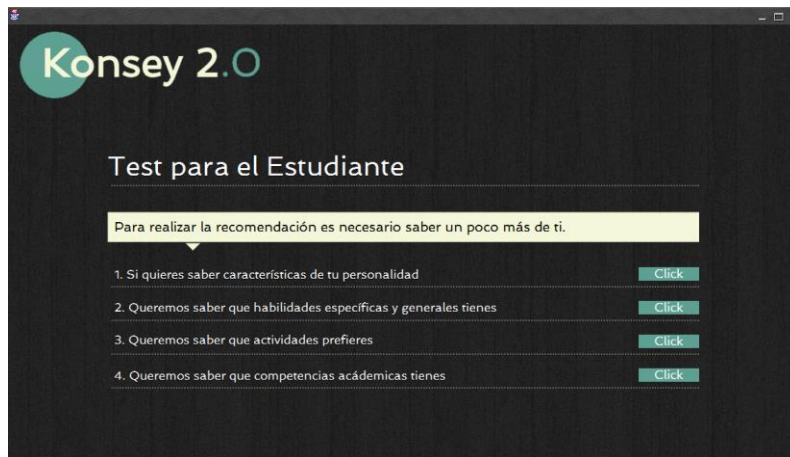 Konsey 2.0
Test para el Estudiante
Para realizar la recomendación es necesario saber un poco más de ti.
1. Si quieres saber características de tu personalidad Click
2. Queremos saber que habilidades específicas y generales tienes Click
3. Queremos saber que actividades prefieres Click
4. Queremos saber que competencias acádemicas tienes Click